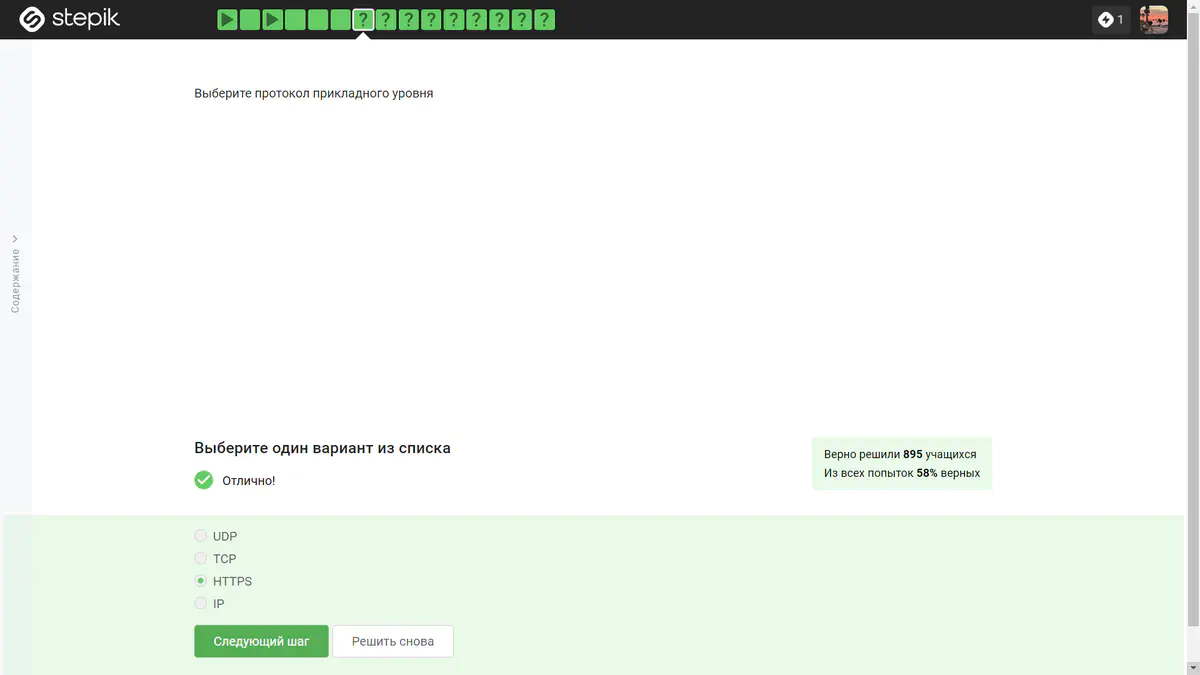 stepik
? ? ? ? ? ? ? ? ?
1
Содержание
Выберите протокол прикладного уровня
Выберите один вариант из списка
Отлично!
Верно решили 895 учащихся
Из всех попыток 58% верных
UDP
TCP
HTTPS
IP
Следующий шаг
Решить снова